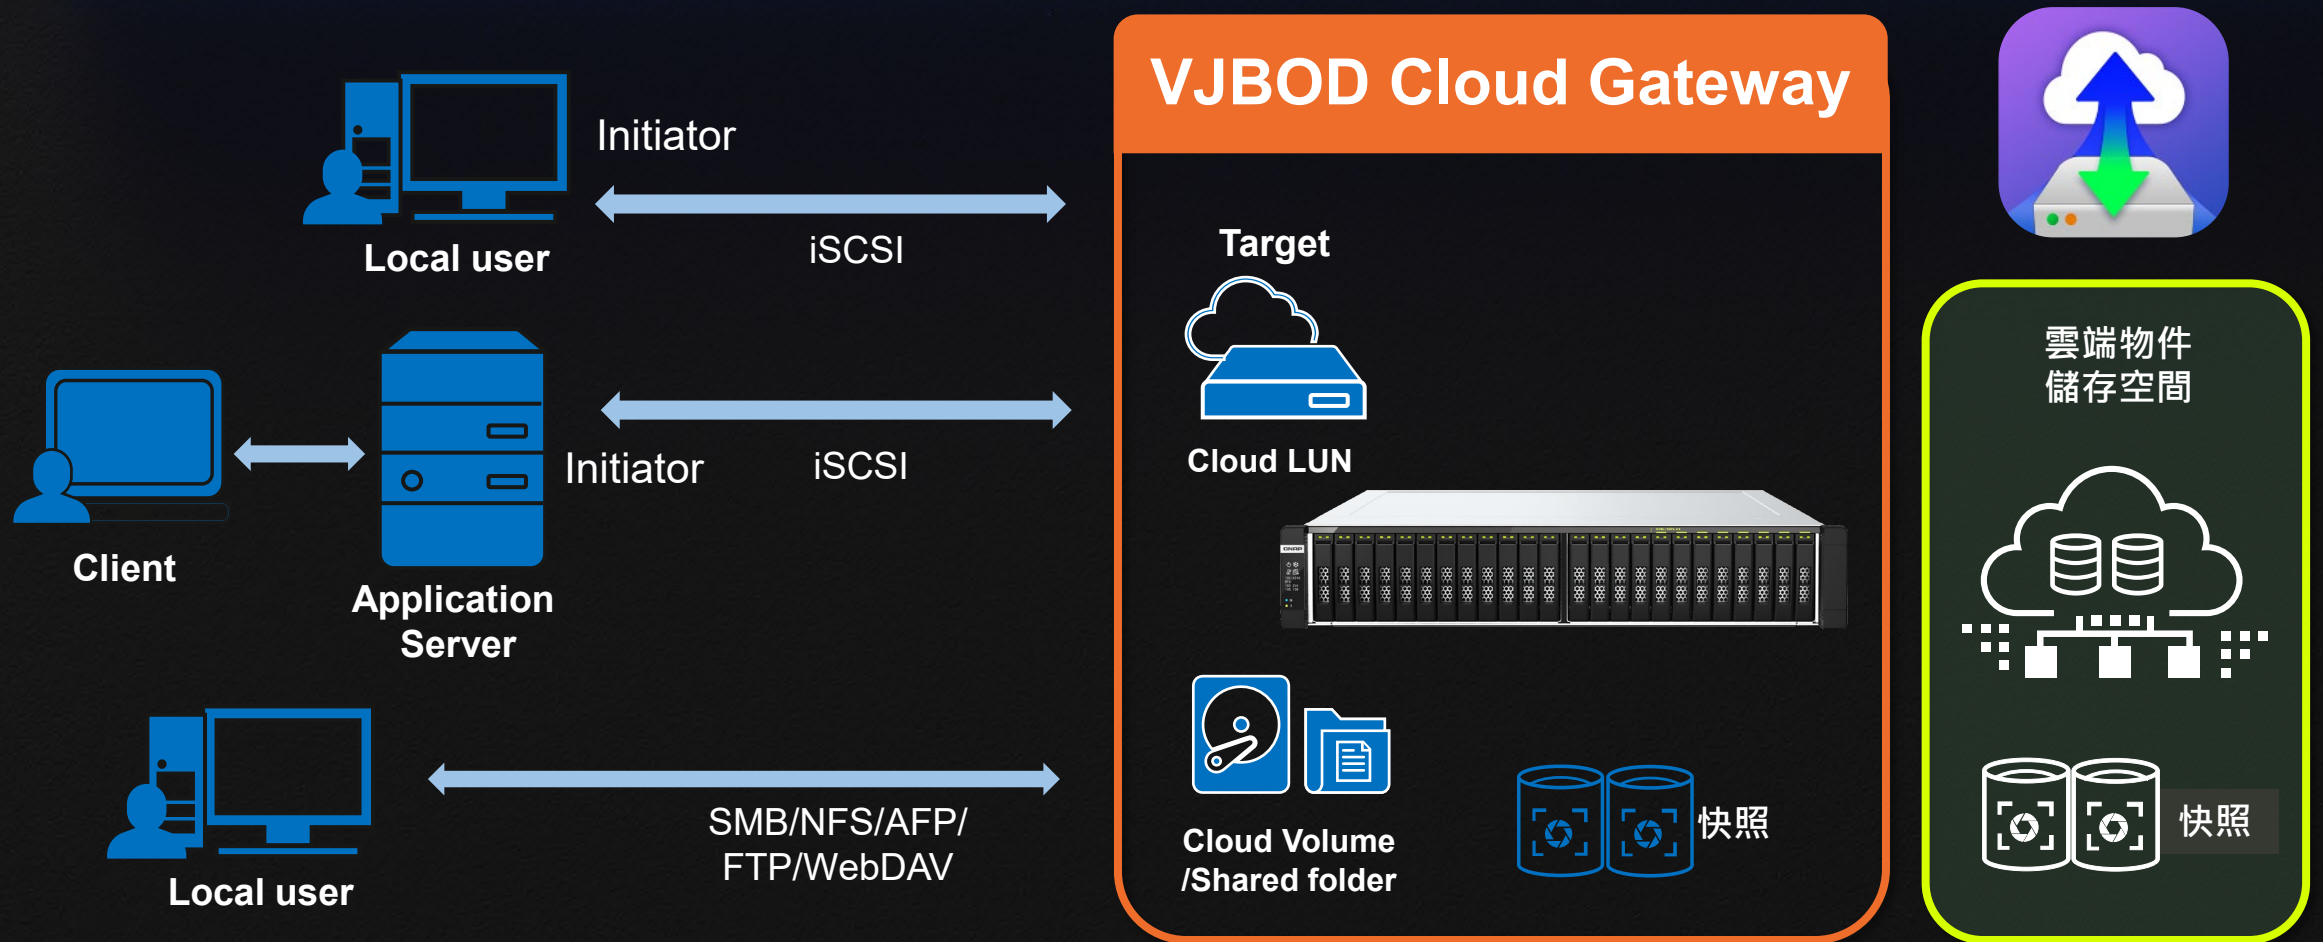 VJBOD Cloud Gateway
Initiator
iSCSI
Local user
Target
Cloud LUN
Initiator
iSCSI
Client
Application
Server
QNAP
SMB/NFS/AFP/
FTP/WebDAV
Local user
Cloud Volume
/Shared folder
快照
雲端物件
儲存空間
快照